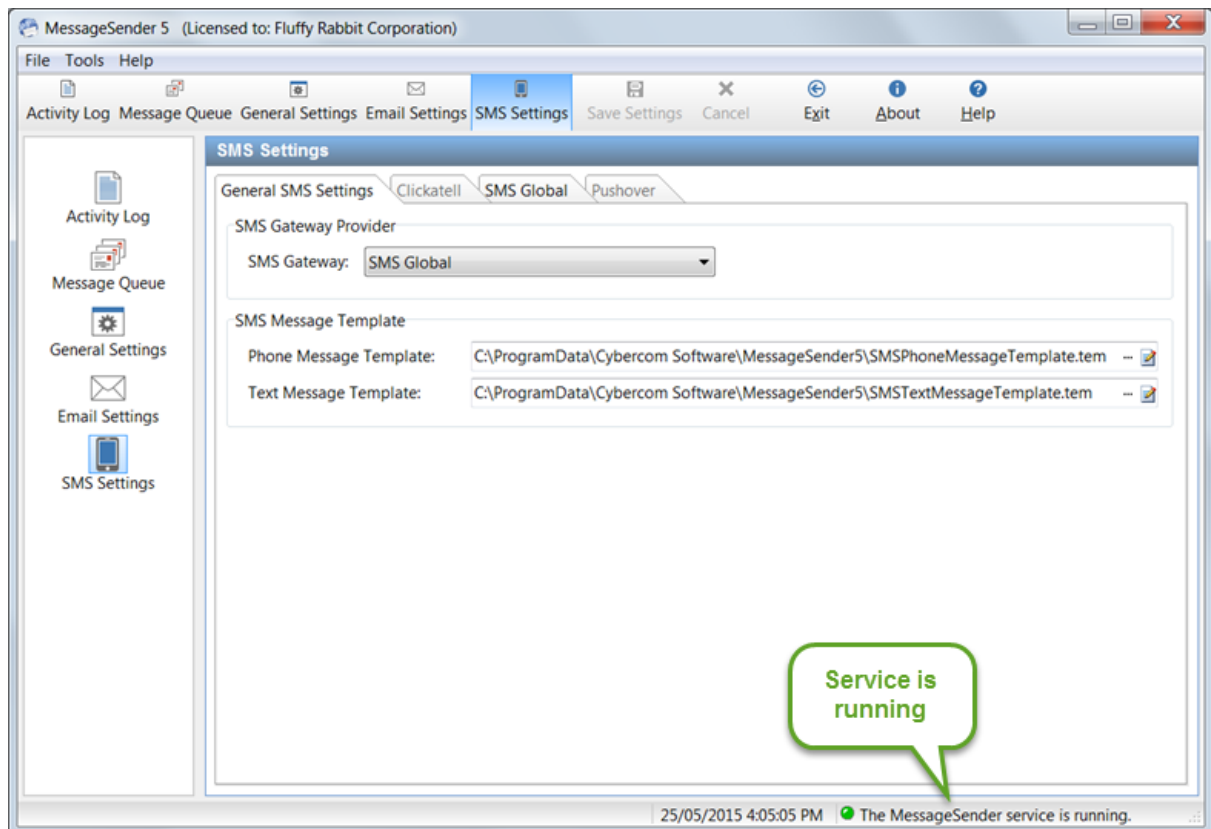 MessageSender 5 (Licensed to: Fluffy Rabbit Corporation)
File Tools Help
Activity Log Message Queue General Settings Email Settings SMS Settings Save Settings Cancel Exit About Help
SMS Settings
Activity Log
Message Queue
General Settings
Email Settings
SMS Settings
General SMS Settings Clickatell SMS Global Pushover
SMS Gateway Provider
SMS Gateway: SMS Global
SMS Message Template
Phone Message Template: C:\ProgramData\Cybercom Software\MessageSender5\SMSPhoneMessageTemplate.tem ...
Text Message Template: C:\ProgramData\Cybercom Software\MessageSender5\SMSTextMessageTemplate.tem ...
Service is
running
25/05/2015 4:05:05 PM The MessageSender service is running.